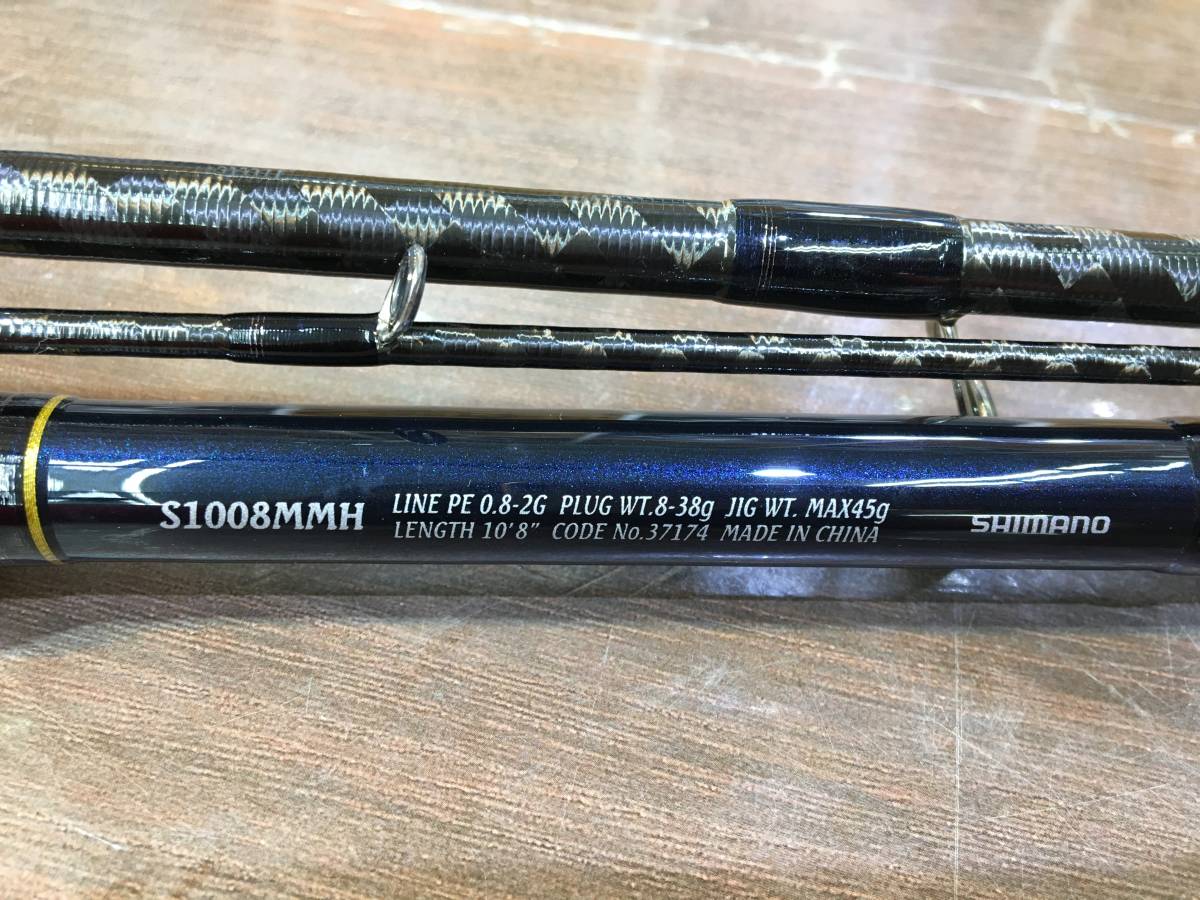 S1008MMH
LINE PE 0.8-2G PLUG WT.8-38g JIG WT. MAX45g
LENGTH 10'8" CODE No.37174 MADE IN CHINA
SHIMANO